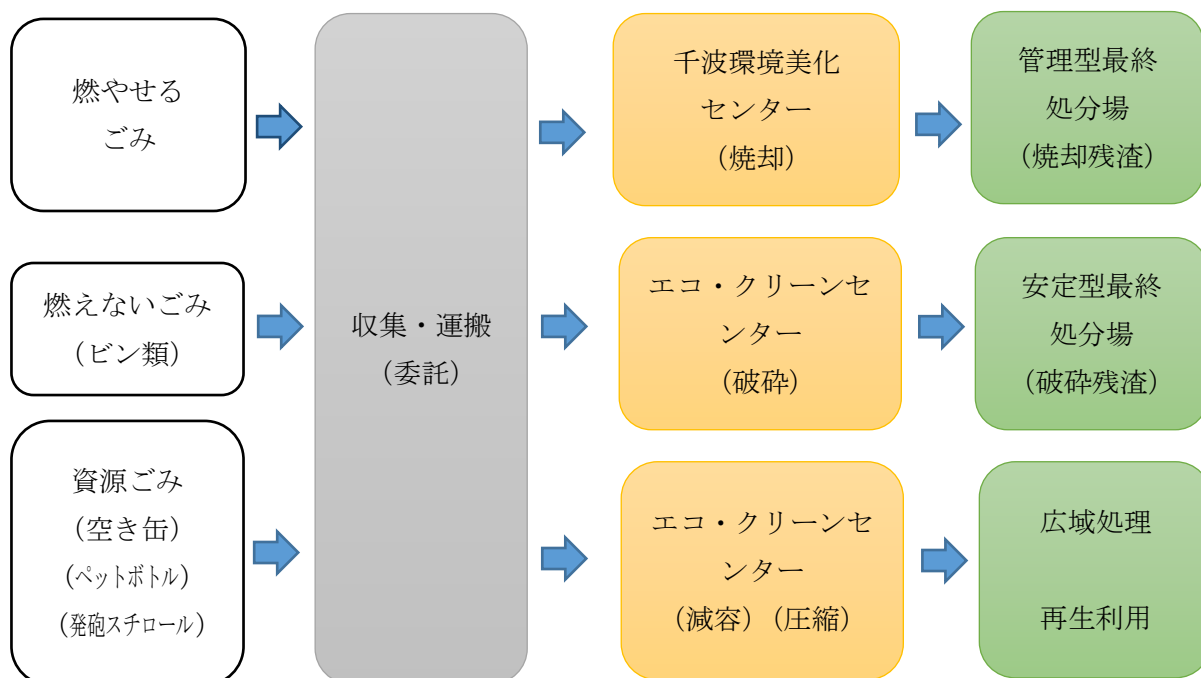 燃やせる
ごみ
燃えないごみ
（ビン類）
資源ごみ
（空き缶）
（ペットボトル）
（発砲スチロール）
収集・運搬
（委託）
千波環境美化
センター
（焼却）
エコ・クリーンセ
ンター
（破砕）
エコ・クリーンセ
ンター
（減容）（圧縮）
管理型最終
処分場
（焼却残渣）
安定型最終
処分場
（破砕残渣）
広域処理
再生利用